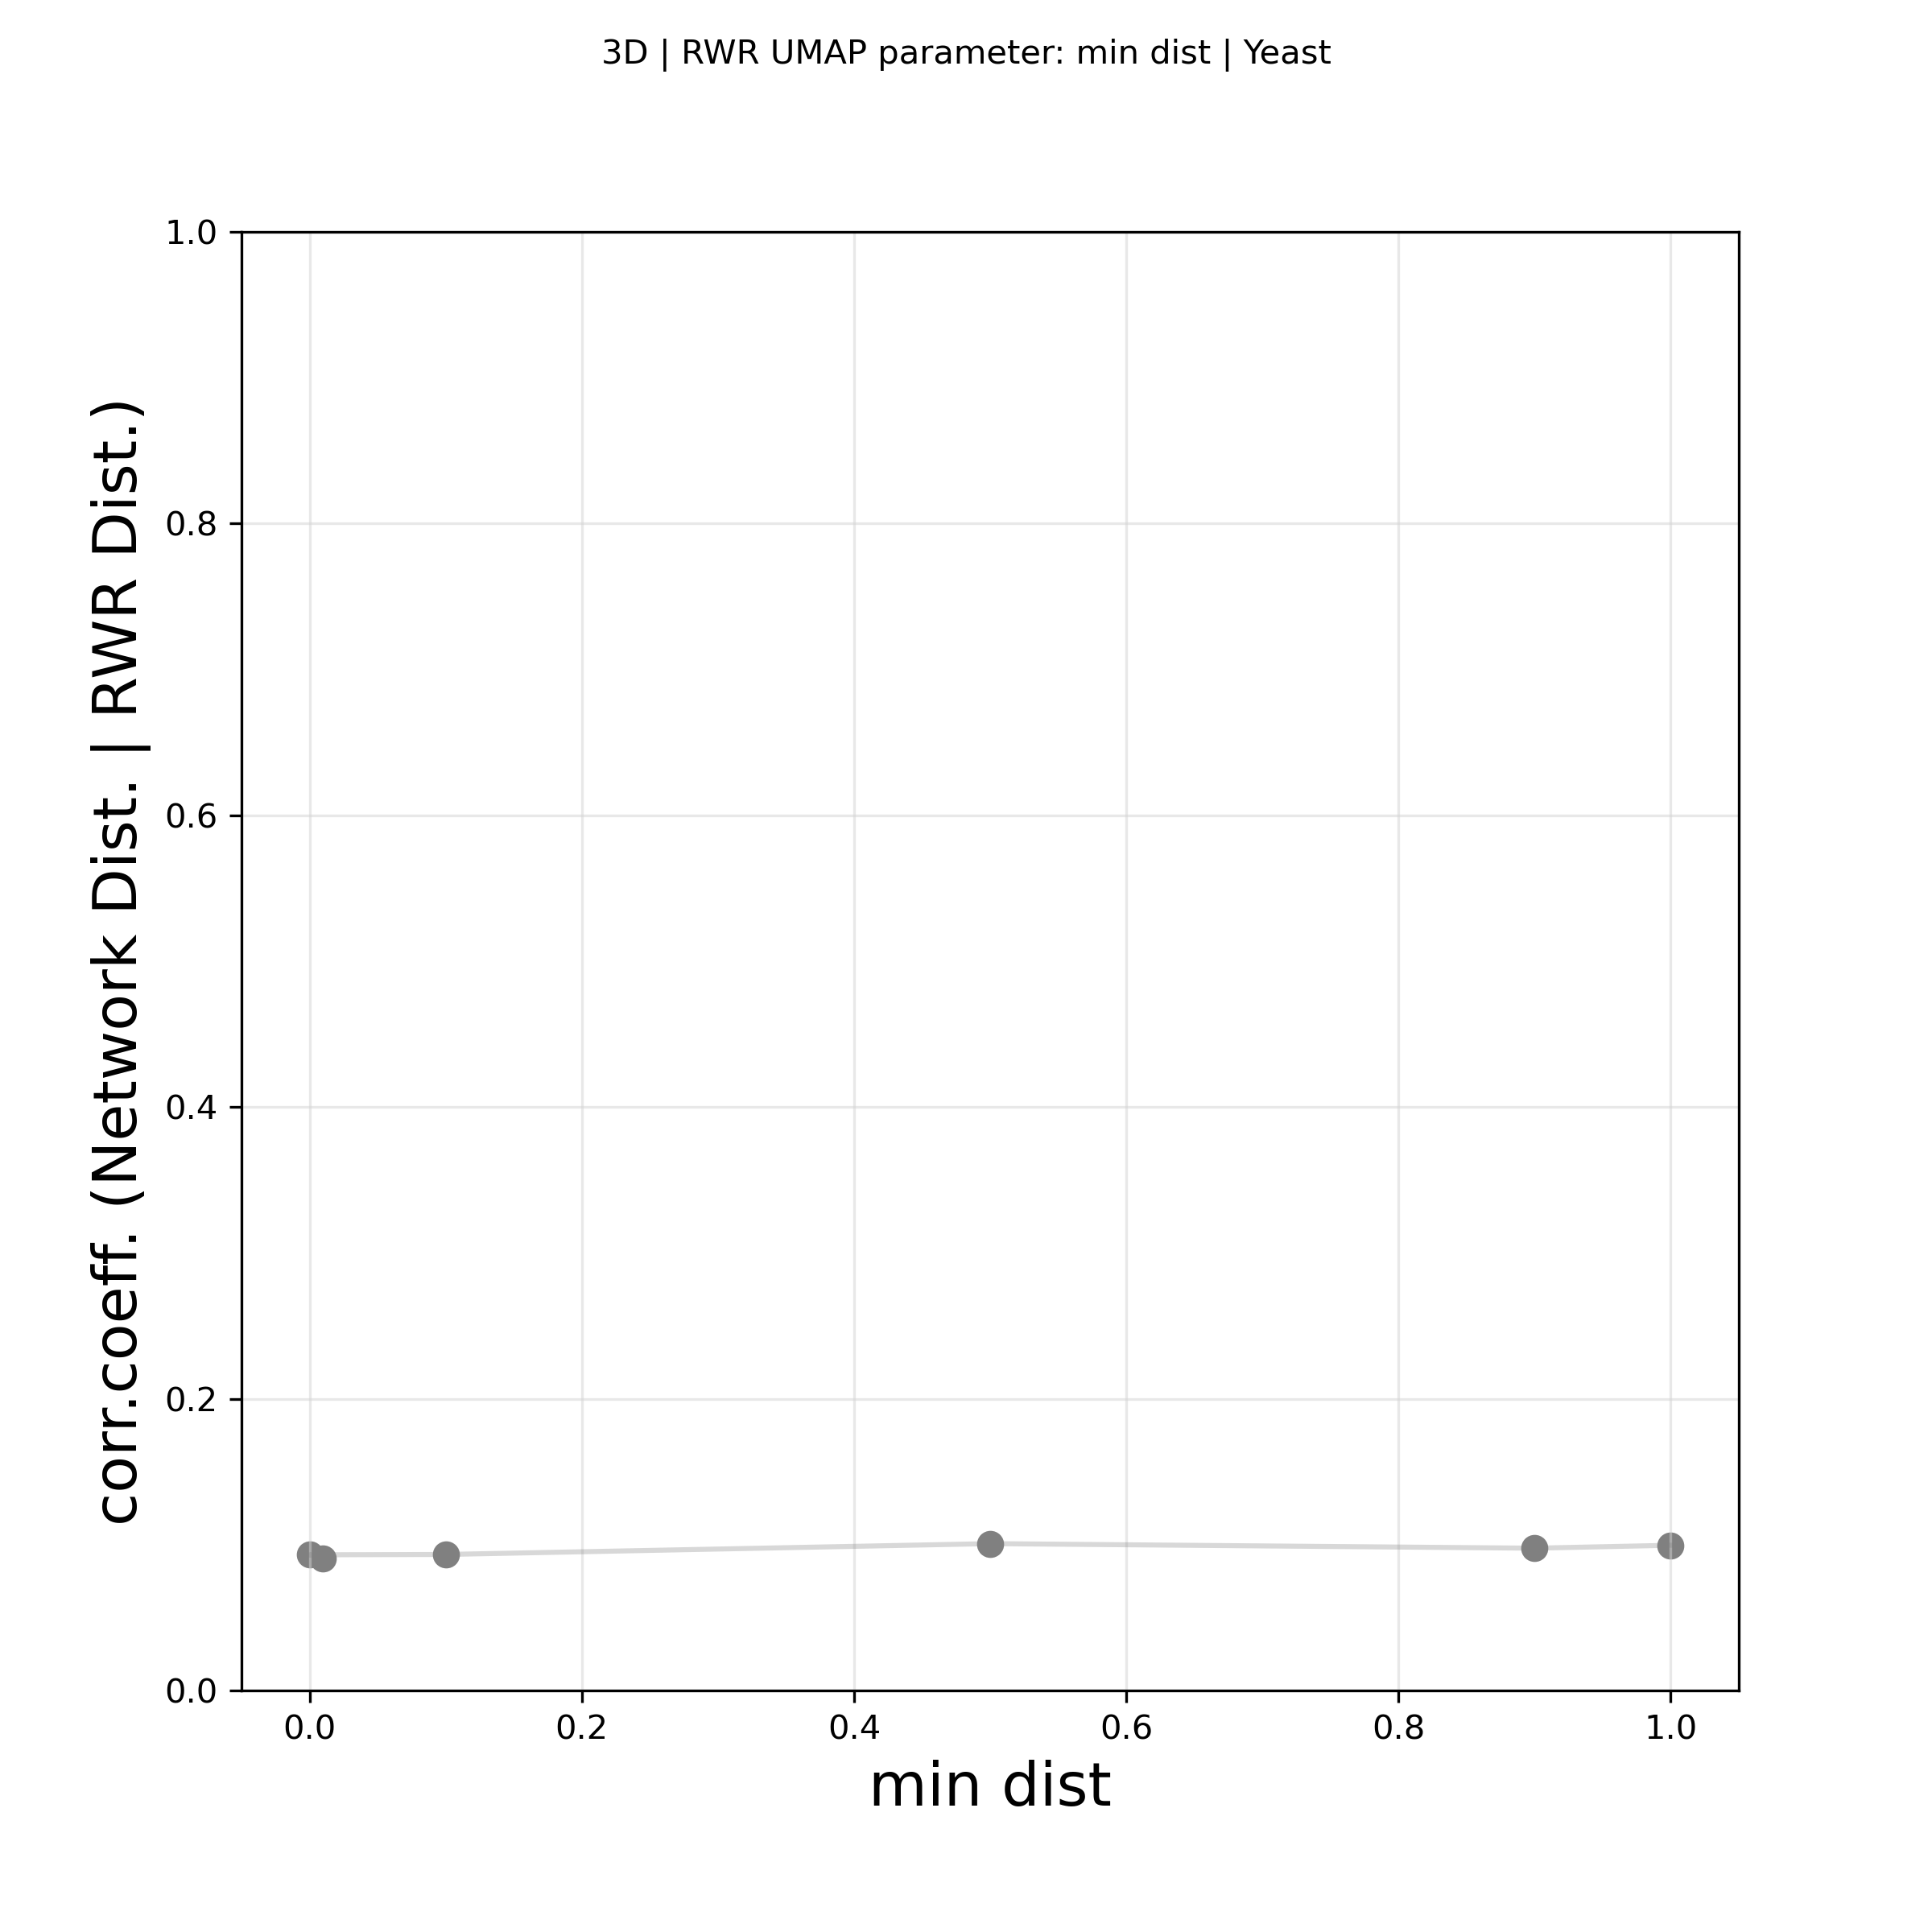 3D | RWR UMAP parameter: min dist | Yeast
corr.coeff. (Network Dist. | RWR Dist.)
1.0
0.8
0.6
0.4
0.2
0.0
0.0 0.2 0.4 0.6 0.8 1.0
min dist